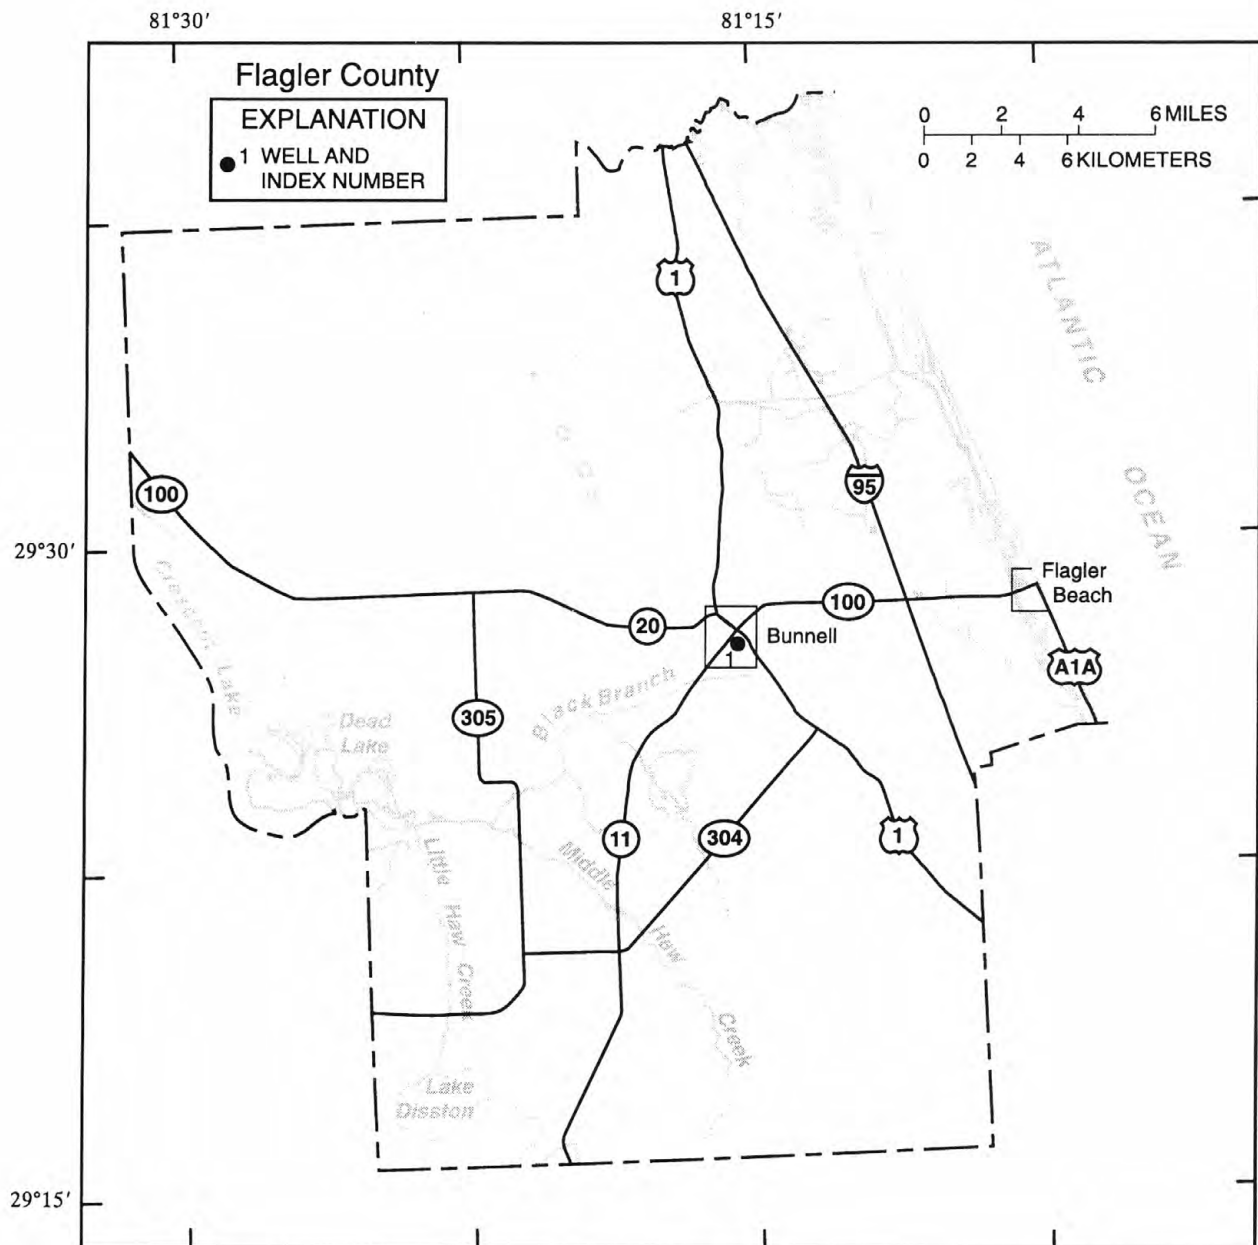 81°30′ 81°15′
Flagler County
EXPLANATION
1 WELL AND
INDEX NUMBER
0 2 4 6 MILES
0 2 4 6 KILOMETERS
ATLANTIC
OCEAN
1
95
100
29°30′
Flagler
Beach
100
20
Bunnell
1
A1A
Crescent Lake
Black Branch
305
Dead
Lake
11
304
1
Little Haw Creek
Middle Haw Creek
Lake
Disston
29°15′